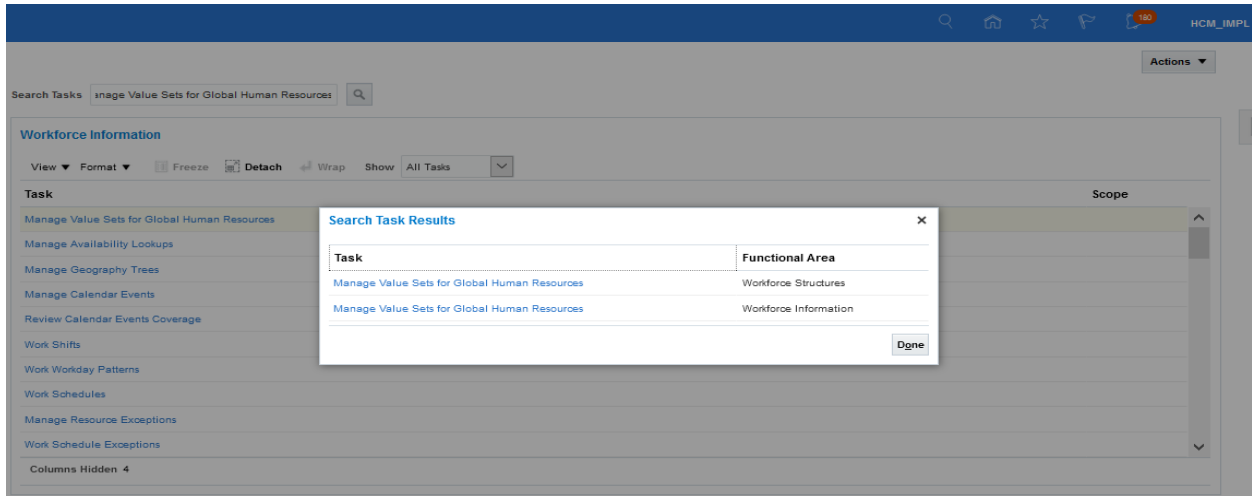 180
HCM_IMPL
Actions
Search Tasks anage Value Sets for Global Human Resources
Workforce Information
View Format Freeze Detach Wrap Show All Tasks
Task Scope
Manage Value Sets for Global Human Resources
Manage Availability Lookups
Manage Geography Trees
Manage Calendar Events
Review Calendar Events Coverage
Work Shifts
Work Workday Patterns
Work Schedules
Manage Resource Exceptions
Work Schedule Exceptions
Columns Hidden 4
Search Task Results
Task Functional Area
Manage Value Sets for Global Human Resources Workforce Structures
Manage Value Sets for Global Human Resources Workforce Information
Done